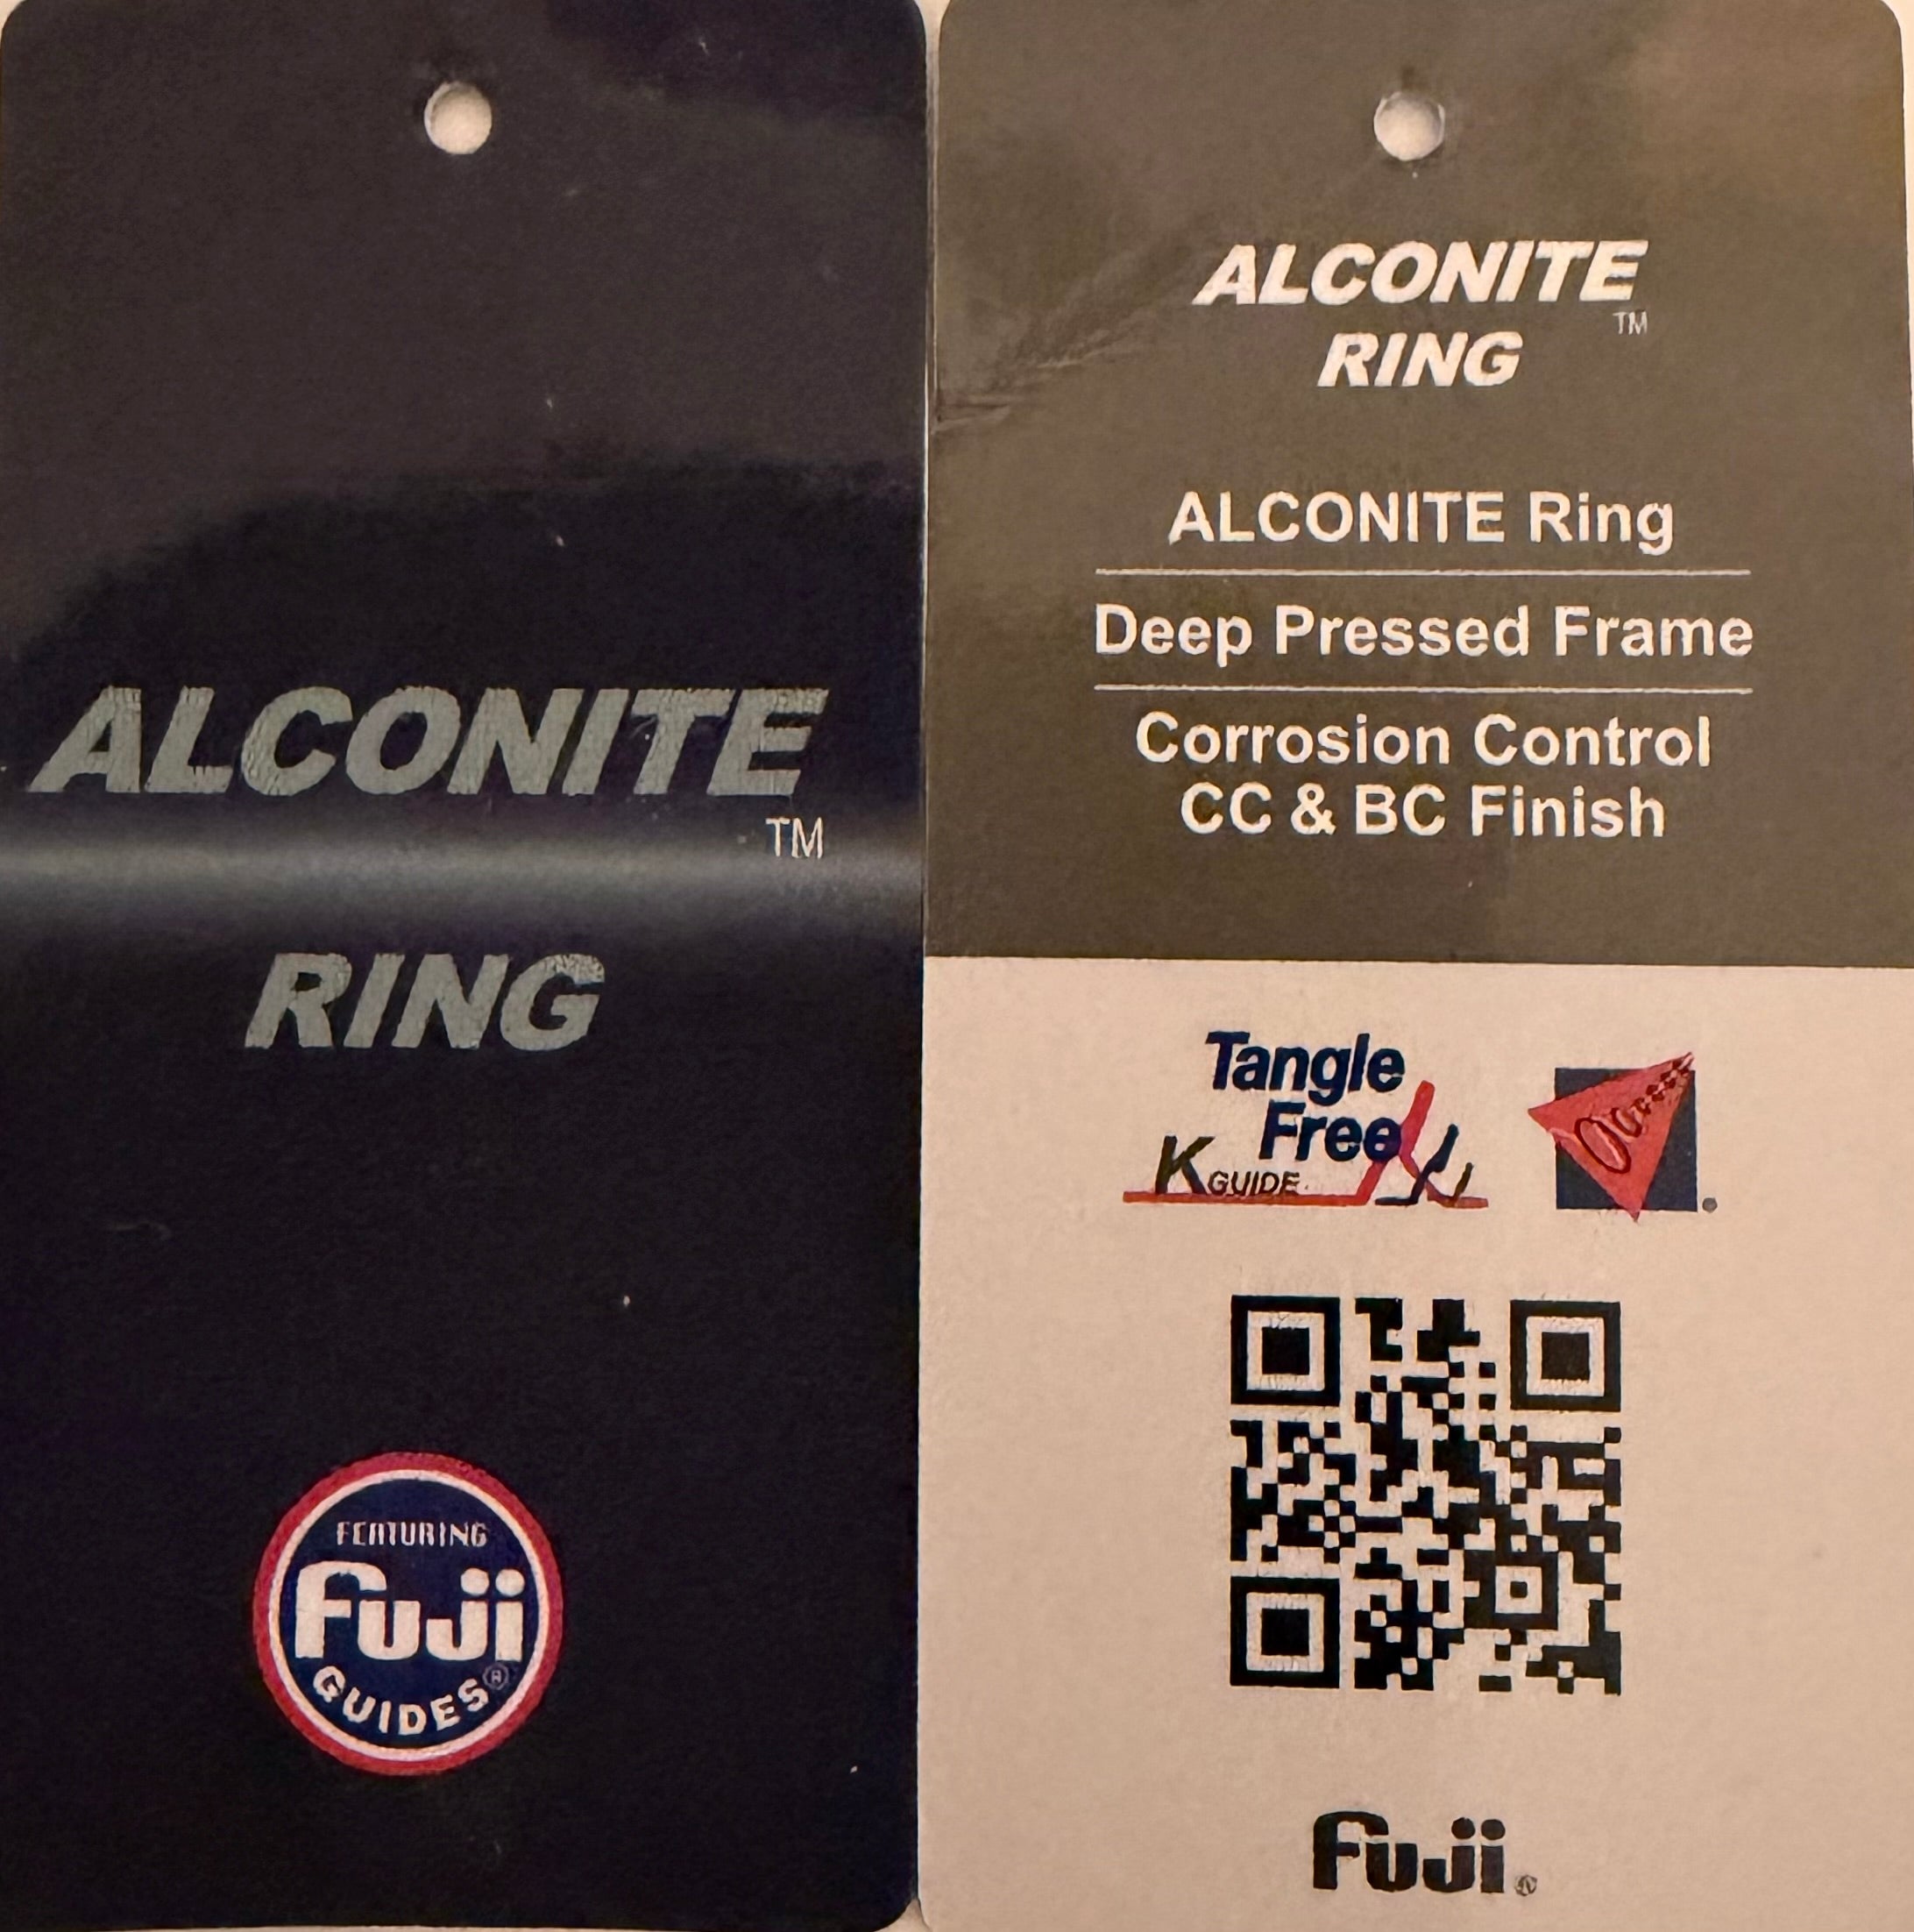 ALCONITE
TM
RING
FEATURING
Fuji
GUIDES®
ALCONITE
TM
RING
ALCONITE Ring
Deep Pressed Frame
Corrosion Control
CC & BC Finish
Tangle
Free
K GUIDE
Fuji®